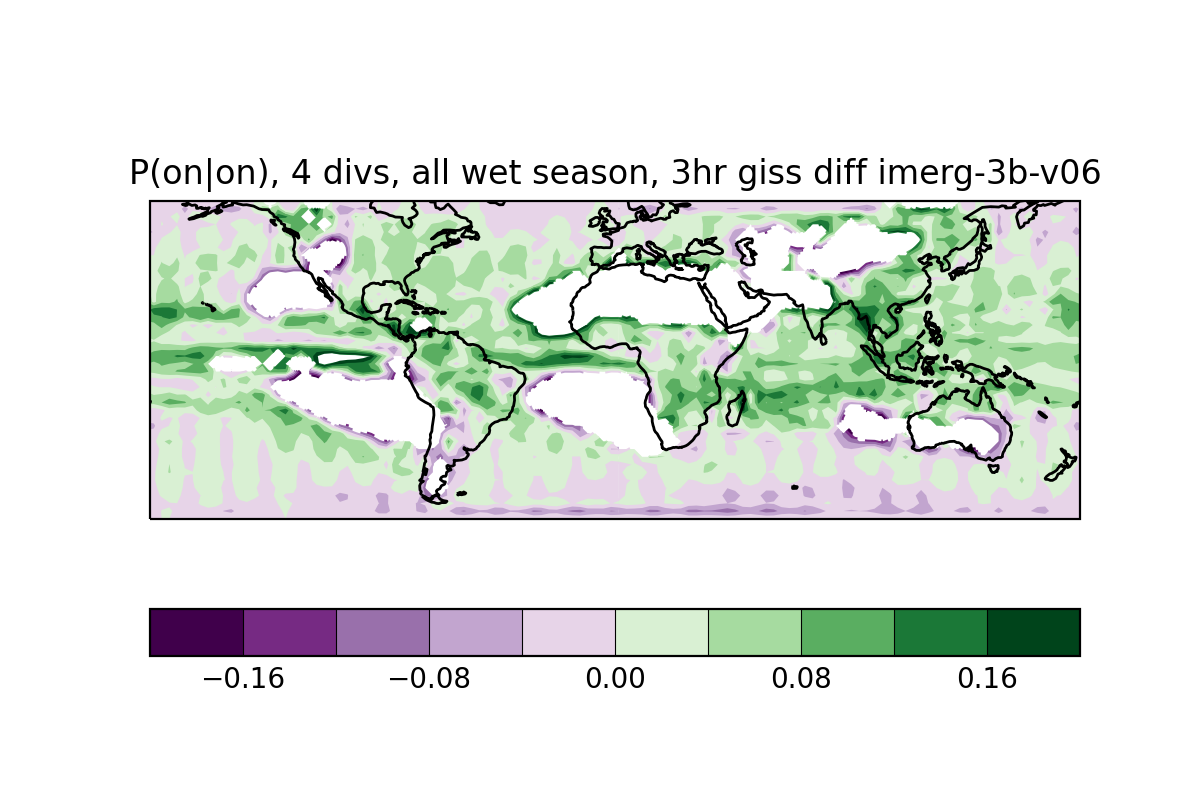 P(on|on), 4 divs, all wet season, 3hr giss diff imerg-3b-v06
−0.16 −0.08 0.00 0.08 0.16